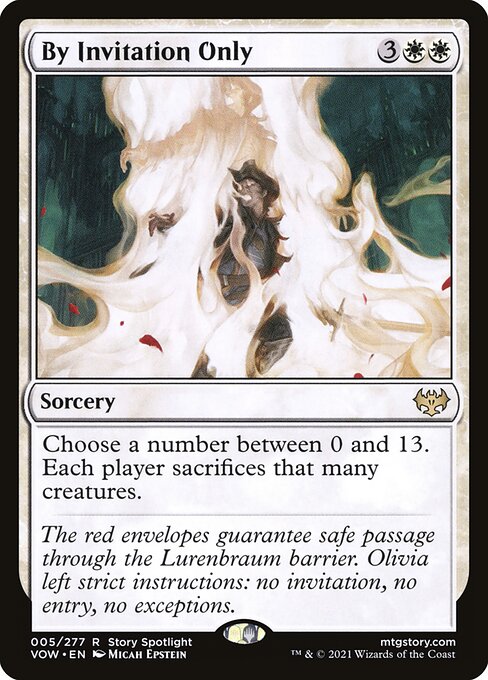 By Invitation Only 3
Sorcery
Choose a number between 0 and 13.
Each player sacrifices that many
creatures.
The red envelopes guarantee safe passage
through the Lurenbraum barrier. Olivia
left strict instructions: no invitation, no
entry, no exceptions.
005/277 R Story Spotlight mtgstory.com
VOW • EN Micah Epstein ™ & © 2021 Wizards of the Coast